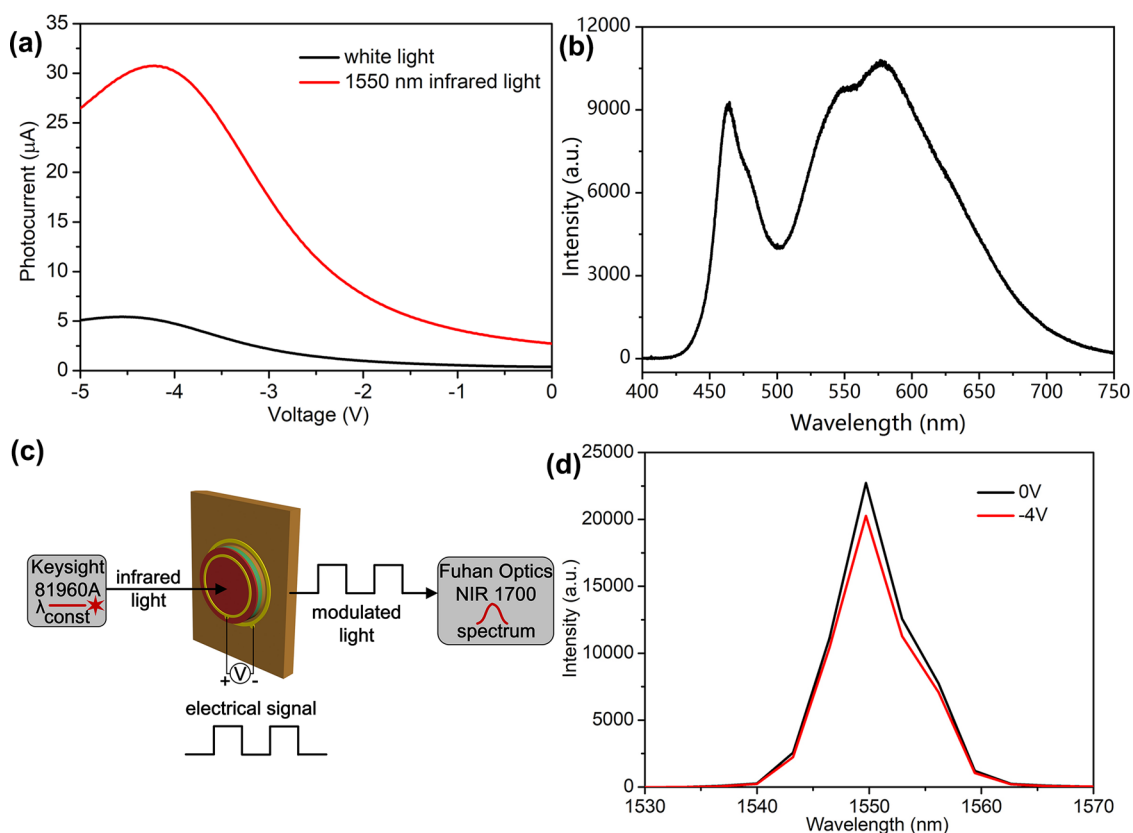 (a)
35
30
25
20
15
10
5
0
Photocurrent (μA)
white light
1550 nm infrared light
-5 -4 -3 -2 -1 0
Voltage (V)
(b)
12000
9000
6000
3000
0
Intensity (a.u.)
400 450 500 550 600 650 700 750
Wavelength (nm)
(c)
Keysight
81960A
λ
const
infrared
light
+ V -
electrical signal
modulated
light
Fuhan Optics
NIR 1700
spectrum
(d)
25000
20000
15000
10000
5000
0
Intensity (a.u.)
0V
-4V
1530 1540 1550 1560 1570
Wavelength (nm)